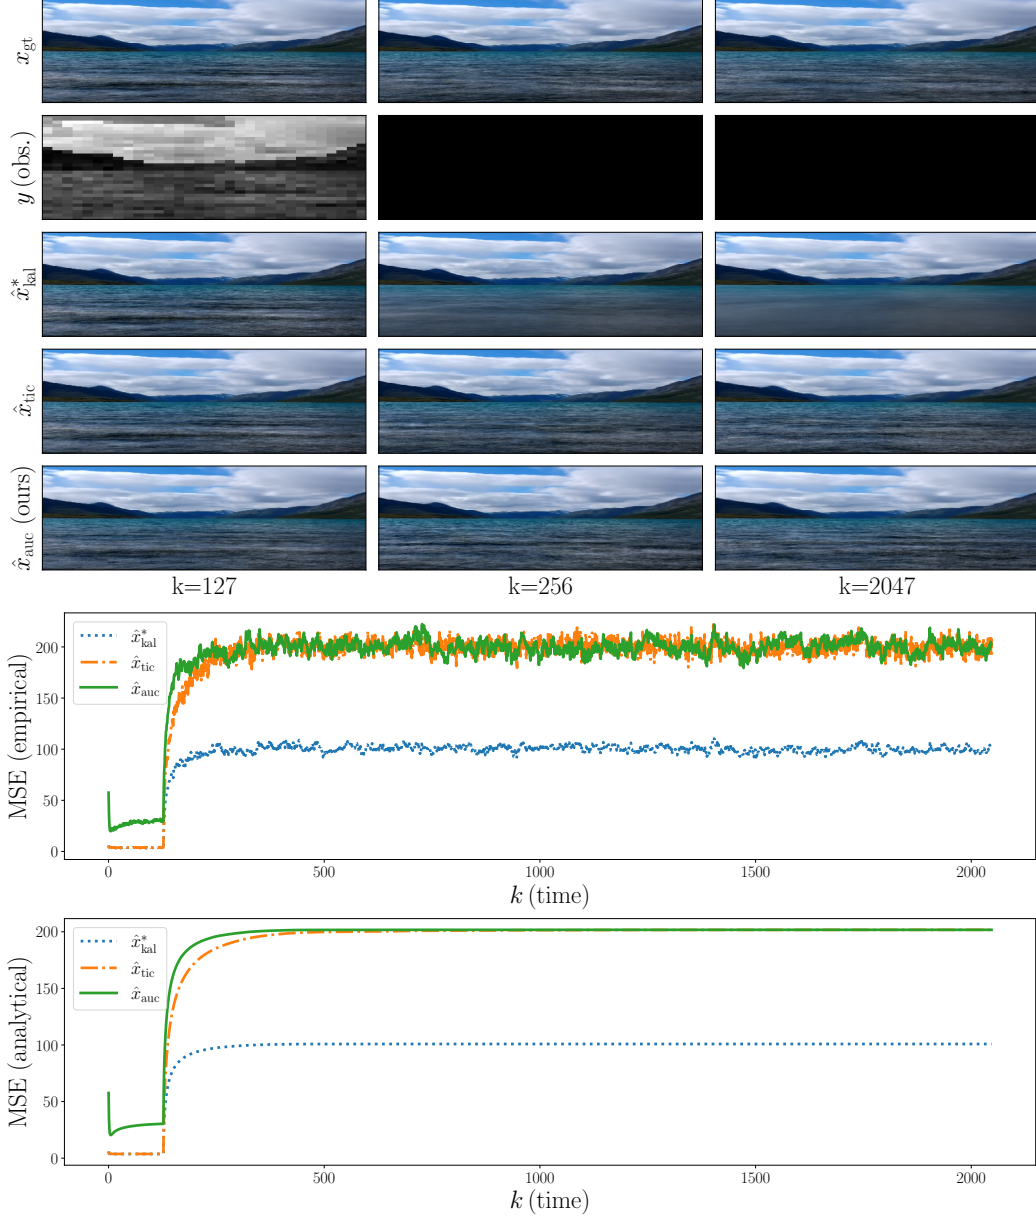 x_gt
y (obs.)
x̂*_kal
x̂_tic
x̂_auc (ours)
k=127 k=256 k=2047
MSE (empirical)
200
150
100
50
0
x̂*_kal
x̂_tic
x̂_auc
0 500 1000 1500 2000
k (time)
MSE (analytical)
200
150
100
50
0
x̂*_kal
x̂_tic
x̂_auc
0 500 1000 1500 2000
k (time)